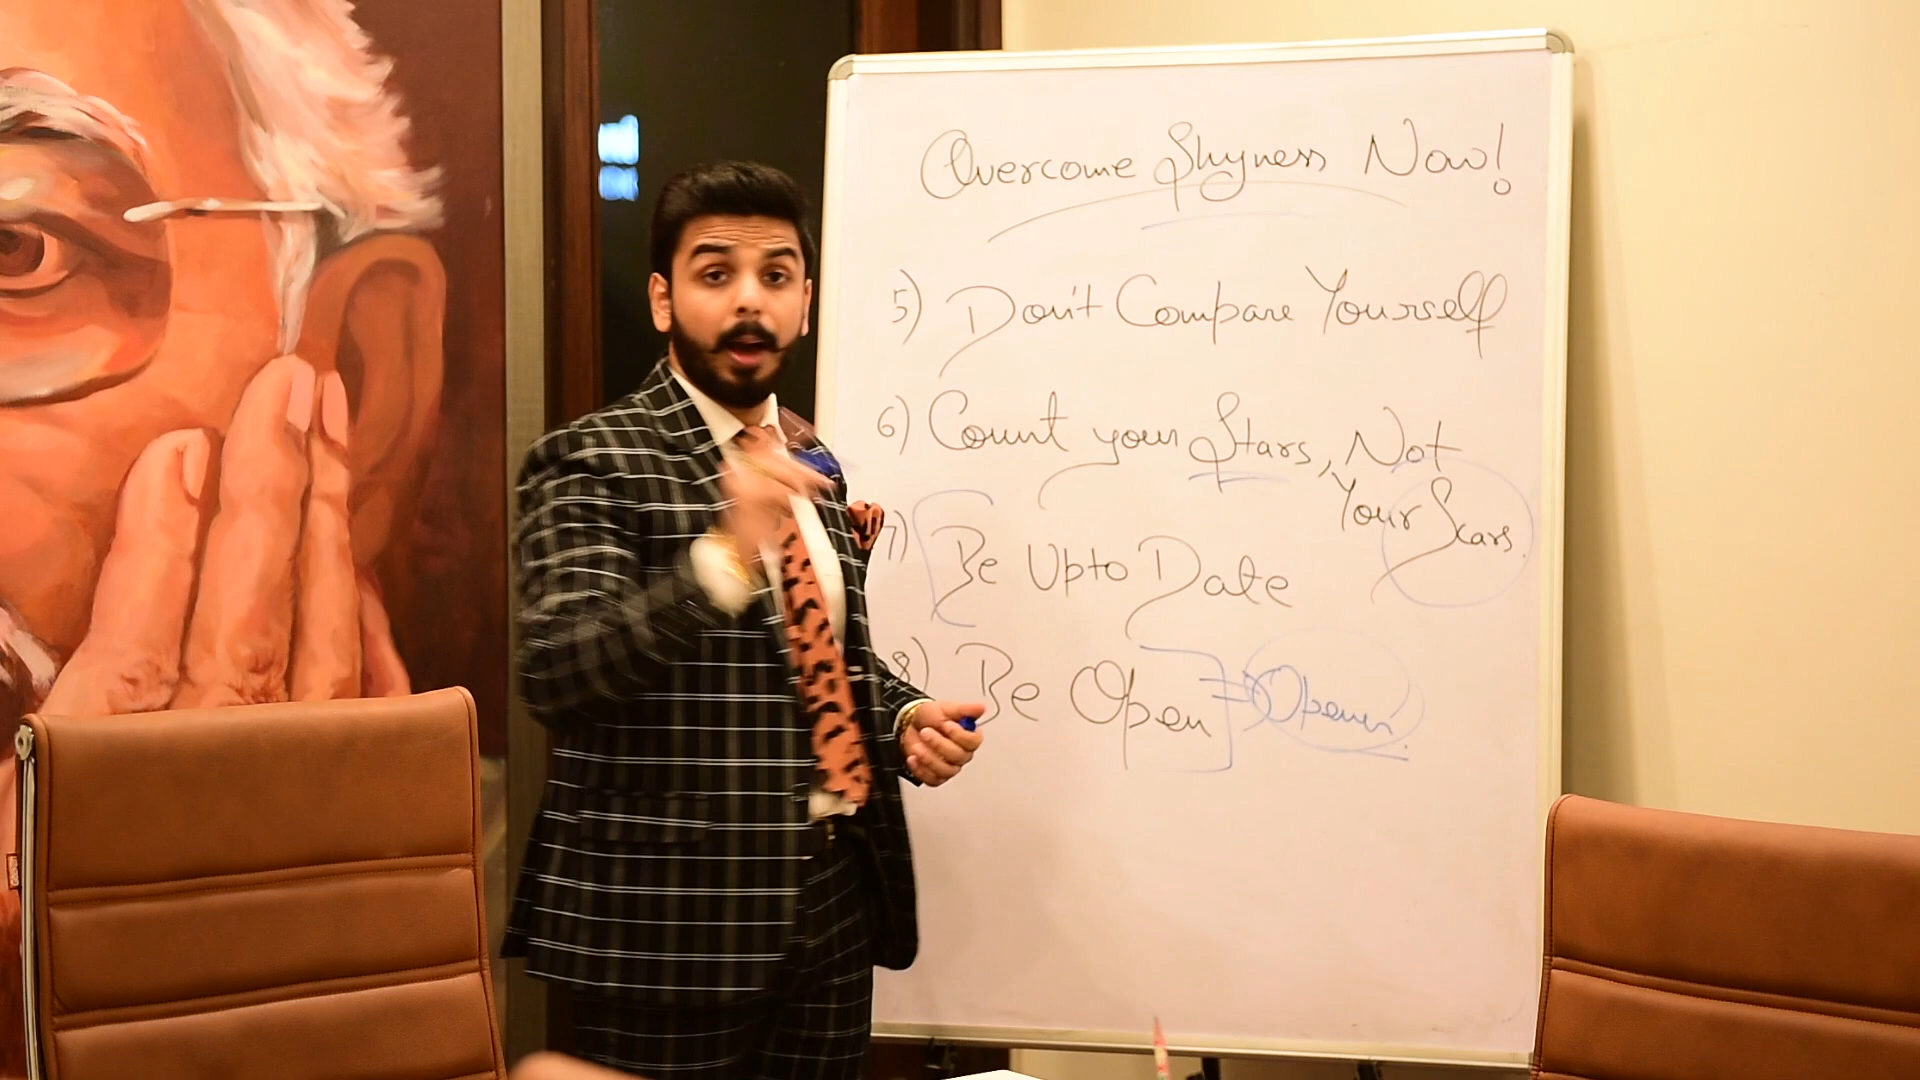 Overcome Shyness Now!
5) Don't Compare Yourself
6) Count your Stars, Not
Your Scars.
7) Be Upto Date
8) Be Open